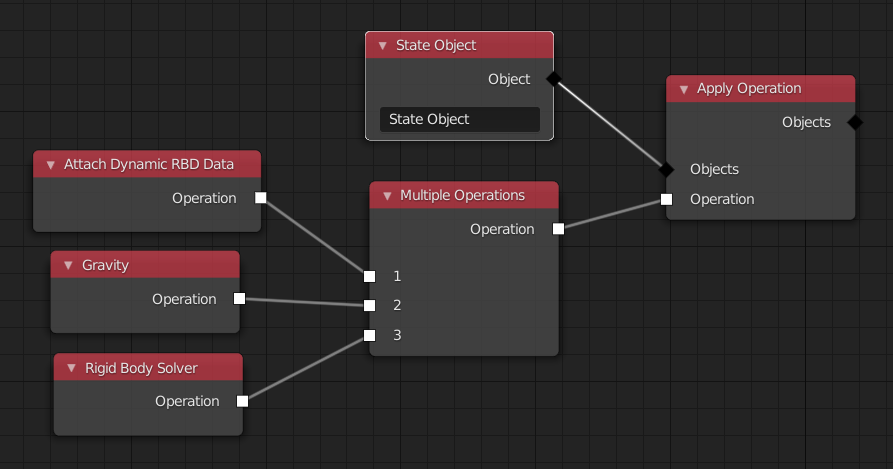 State Object
Object
State Object
Apply Operation
Objects
Objects
Operation
Attach Dynamic RBD Data
Operation
Multiple Operations
Operation
1
2
3
Gravity
Operation
Rigid Body Solver
Operation